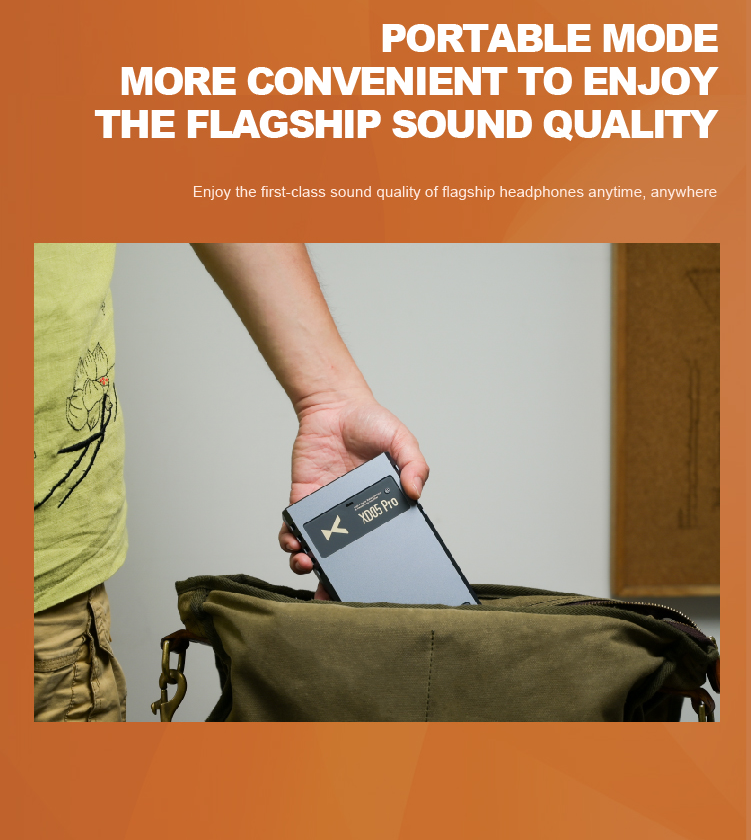 PORTABLE MODE
MORE CONVENIENT TO ENJOY
THE FLAGSHIP SOUND QUALITY
Enjoy the first-class sound quality of flagship headphones anytime, anywhere
XD05 Pro